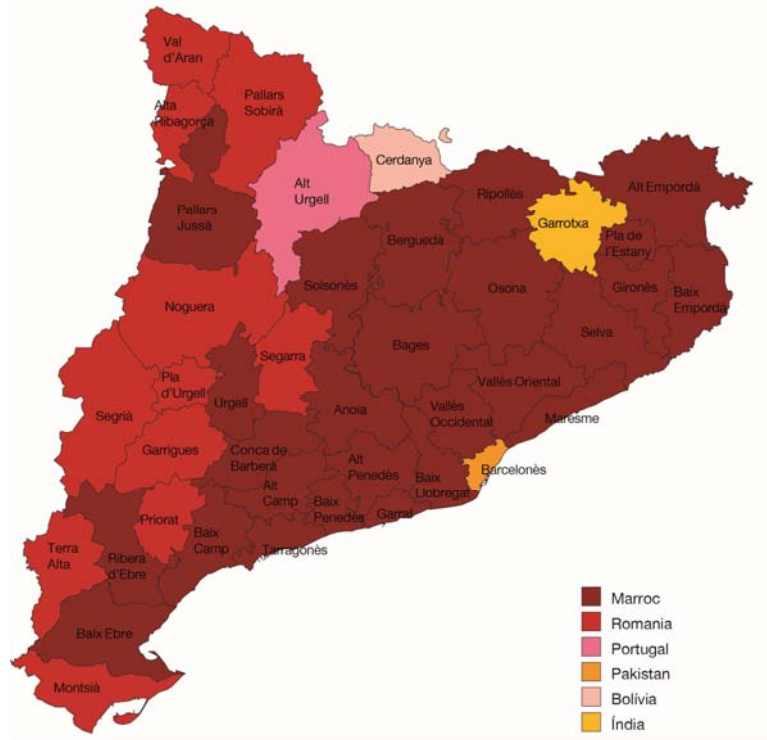 Val
d'Aran
Pallars
Sobirà
Alta
Ribagorça
Cerdanya
Alt
Urgell
Ripollès
Alt Empordà
Pallars
Jussà
Garrotxa
Pla de
l'Estany
Berguedà
Solsonès
Osona
Gironès
Baix
Empordà
Noguera
Selva
Segarra
Bages
Pla
d'Urgell
Urgell
Vallès Oriental
Segrià
Anoia
Vallès
Occidental
Maresme
Garrigues
Conca de
Barberà
Alt
Penedès
Baix
Llobregat
Barcelonès
Alt
Camp
Baix
Penedès
Garraf
Priorat
Baix
Camp
Tarragonès
Terra
Alta
Ribera
d'Ebre
Baix Ebre
Montsià
Marroc
Romania
Portugal
Pakistan
Bolívia
Índia